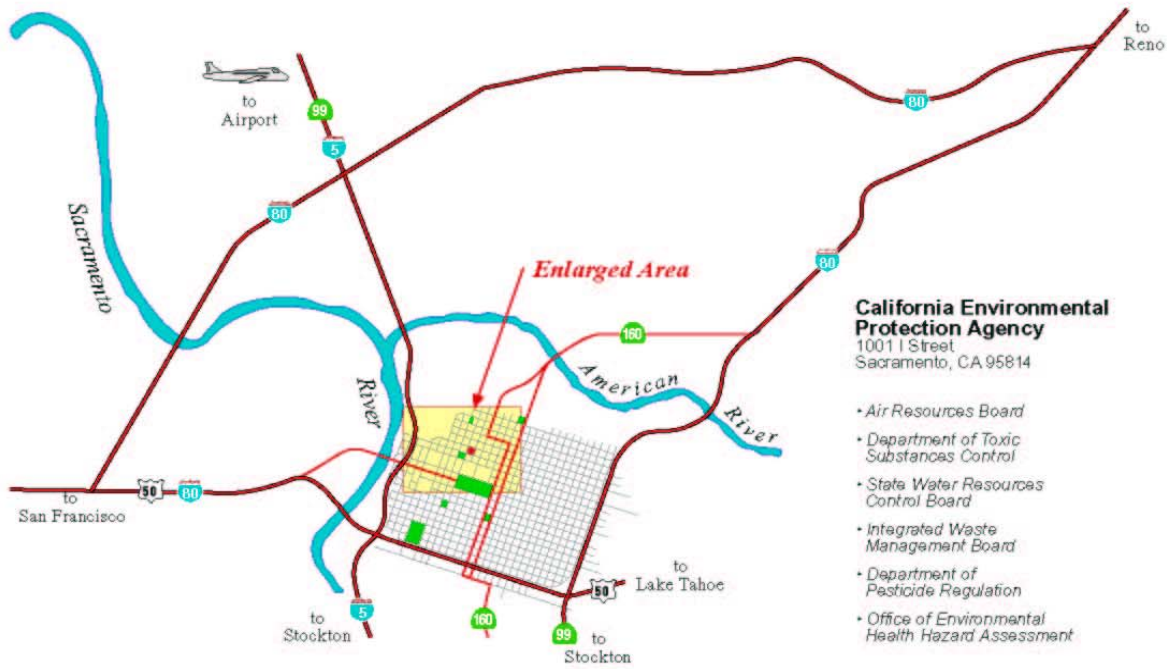 to
Reno
to
Airport
99
5
80
80
80
Sacramento
River
Enlarged Area
160
American
River
50
80
to
San Francisco
to
Lake Tahoe
50
to
Stockton
5
160
99
to
Stockton
California Environmental
Protection Agency
1001 I Street
Sacramento, CA 95814
• Air Resources Board
• Department of Toxic
Substances Control
• State Water Resources
Control Board
• Integrated Waste
Management Board
• Department of
Pesticide Regulation
• Office of Environmental
Health Hazard Assessment